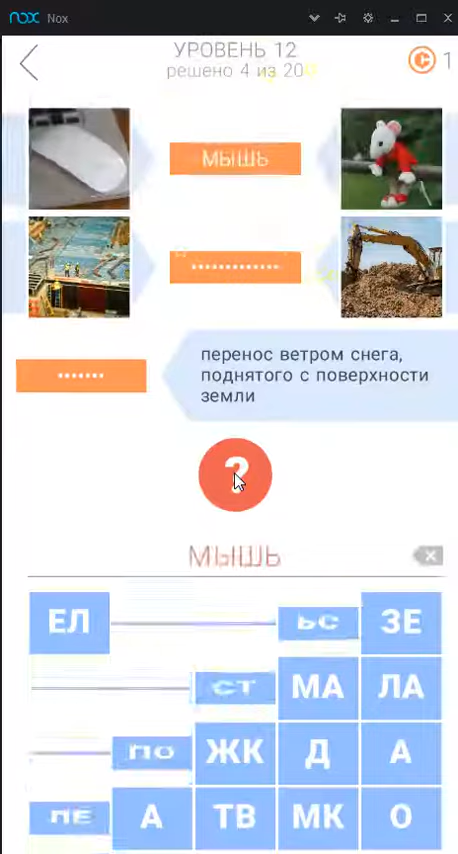 nox Nox
УРОВЕНЬ 12
решено 4 из 20
1
МЫШЬ
перенос ветром снега,
поднятого с поверхности
земли
?
МЫШЬ
ЕЛ ЬС ЗЕ
СТ МА ЛА
ПО ЖК Д А
ПЕ А ТВ МК О